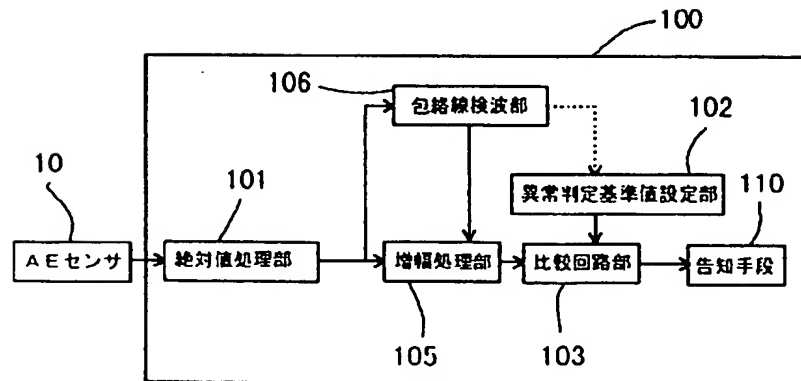 100
106
包絡線検波部
102
10
101
異常判定基準値設定部
110
AEセンサ
絶対値処理部
増幅処理部
比較回路部
告知手段
105
103